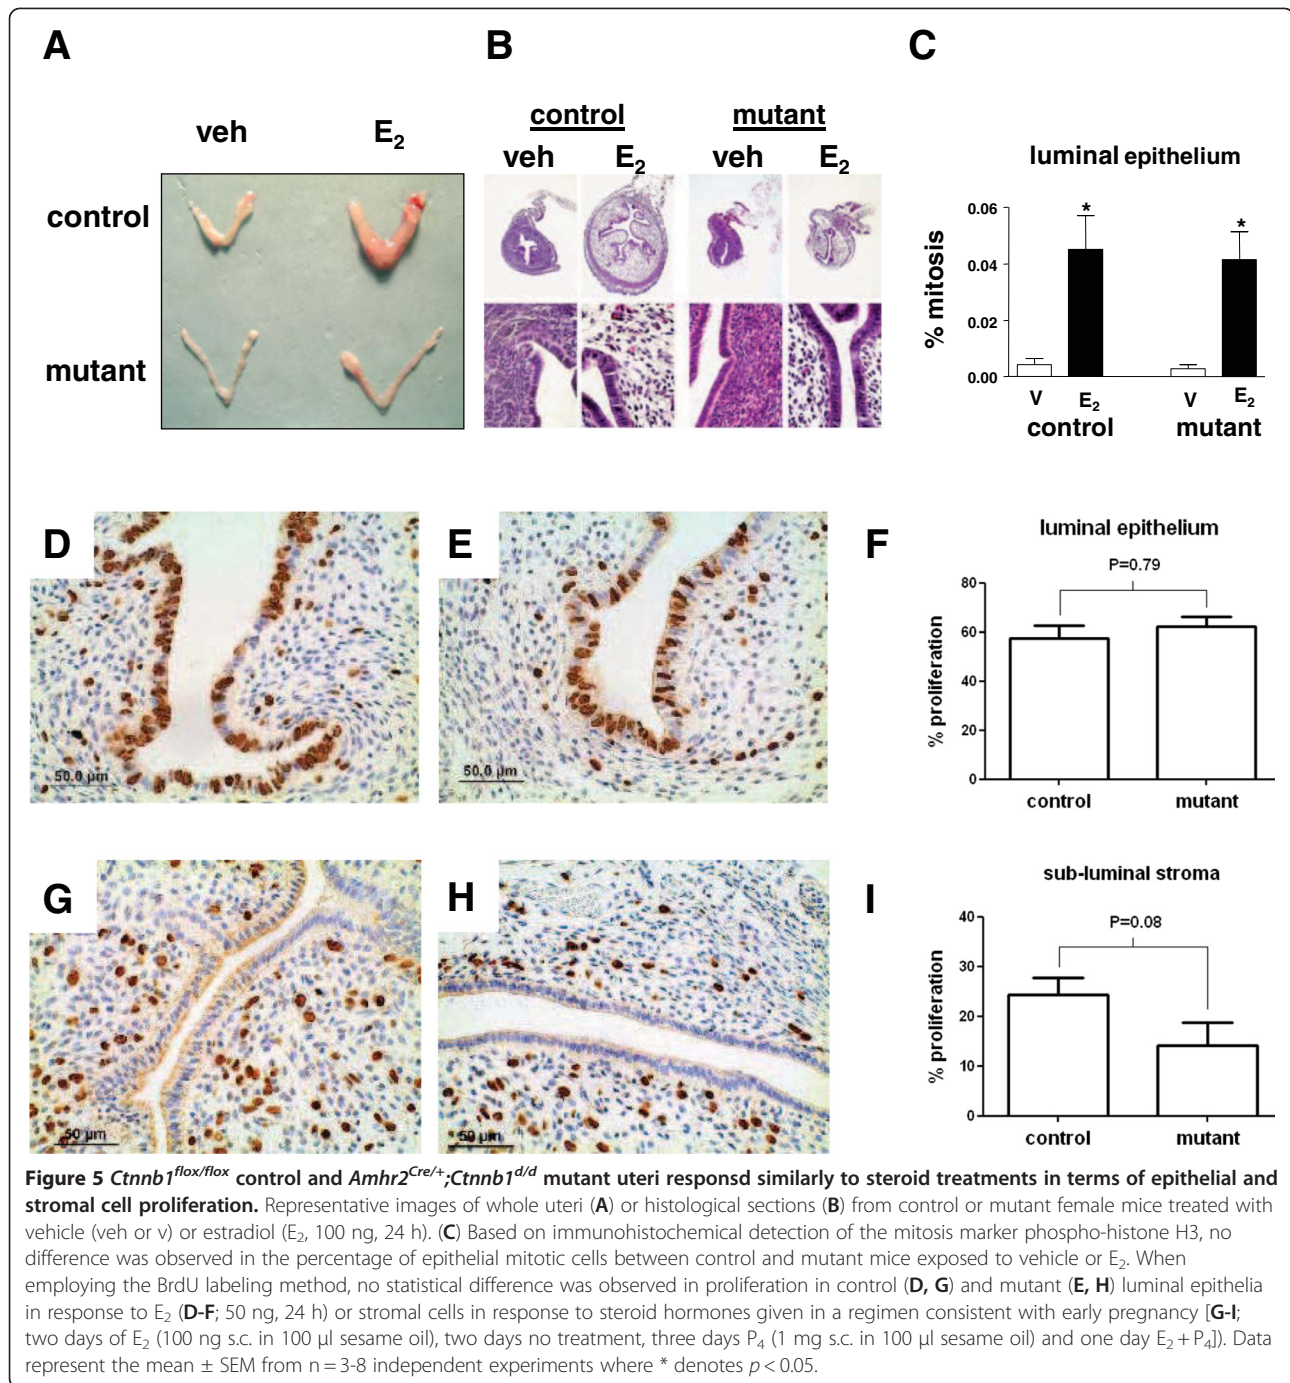 A
B
C
veh E2
control
mutant
control mutant
veh E2 veh E2
luminal epithelium
% mitosis
0.06
0.04
0.02
0.00
V E2 V E2
control mutant
D
50.0 µm
E
50.0 µm
F
luminal epithelium
P=0.79
% proliferation
80
60
40
20
0
control mutant
G
50 µm
H
50 µm
I
sub-luminal stroma
P=0.08
% proliferation
40
30
20
10
0
control mutant
Figure 5 Ctnnb1flox/flox control and Amhr2Cre/+;Ctnnb1d/d mutant uteri responsd similarly to steroid treatments in terms of epithelial and
stromal cell proliferation. Representative images of whole uteri (A) or histological sections (B) from control or mutant female mice treated with
vehicle (veh or v) or estradiol (E2, 100 ng, 24 h). (C) Based on immunohistochemical detection of the mitosis marker phospho-histone H3, no
difference was observed in the percentage of epithelial mitotic cells between control and mutant mice exposed to vehicle or E2. When
employing the BrdU labeling method, no statistical difference was observed in proliferation in control (D, G) and mutant (E, H) luminal epithelia
in response to E2 (D-F; 50 ng, 24 h) or stromal cells in response to steroid hormones given in a regimen consistent with early pregnancy [G-I;
two days of E2 (100 ng s.c. in 100 µl sesame oil), two days no treatment, three days P4 (1 mg s.c. in 100 µl sesame oil) and one day E2 + P4]). Data
represent the mean ± SEM from n = 3-8 independent experiments where * denotes p < 0.05.